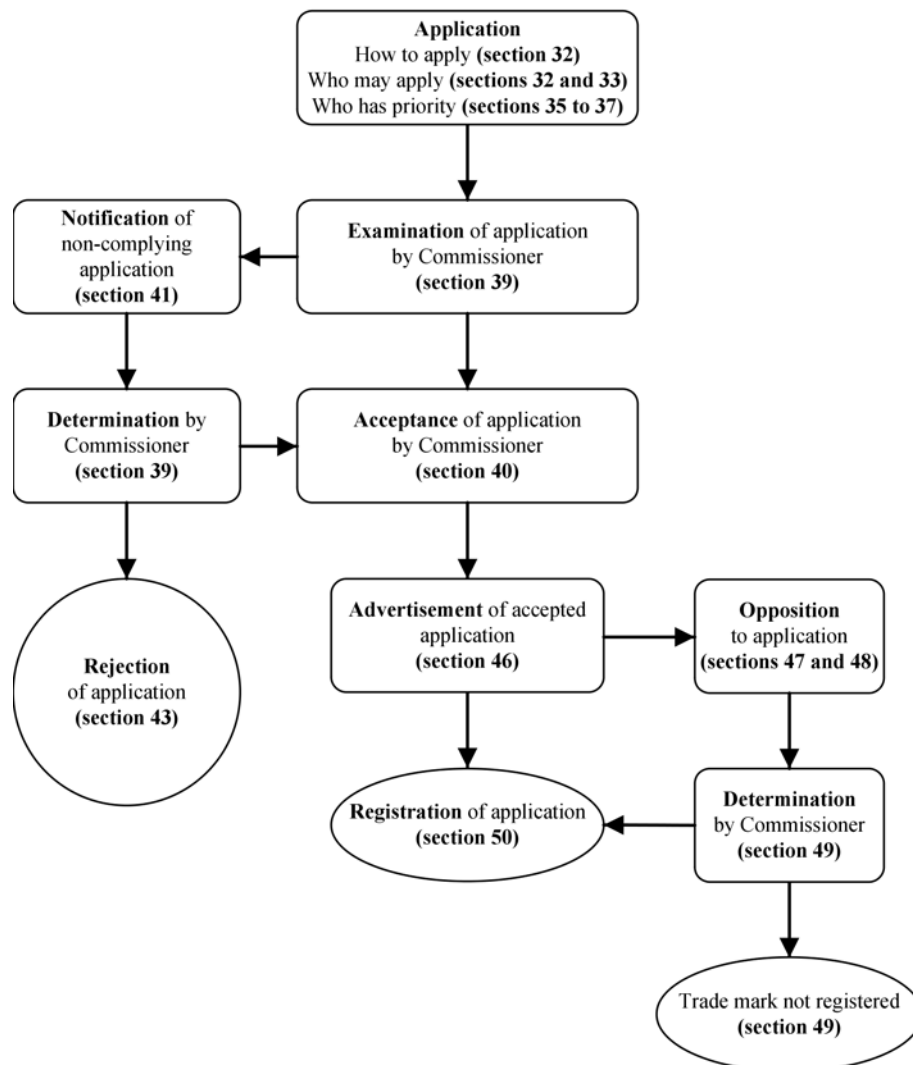 Application
How to apply (section 32)
Who may apply (sections 32 and 33)
Who has priority (sections 35 to 37)
Notification of
non-complying
application
(section 41)
Examination of application
by Commissioner
(section 39)
Determination by
Commissioner
(section 39)
Acceptance of application
by Commissioner
(section 40)
Rejection
of application
(section 43)
Advertisement of accepted
application
(section 46)
Opposition
to application
(sections 47 and 48)
Registration of application
(section 50)
Determination
by Commissioner
(section 49)
Trade mark not registered
(section 49)